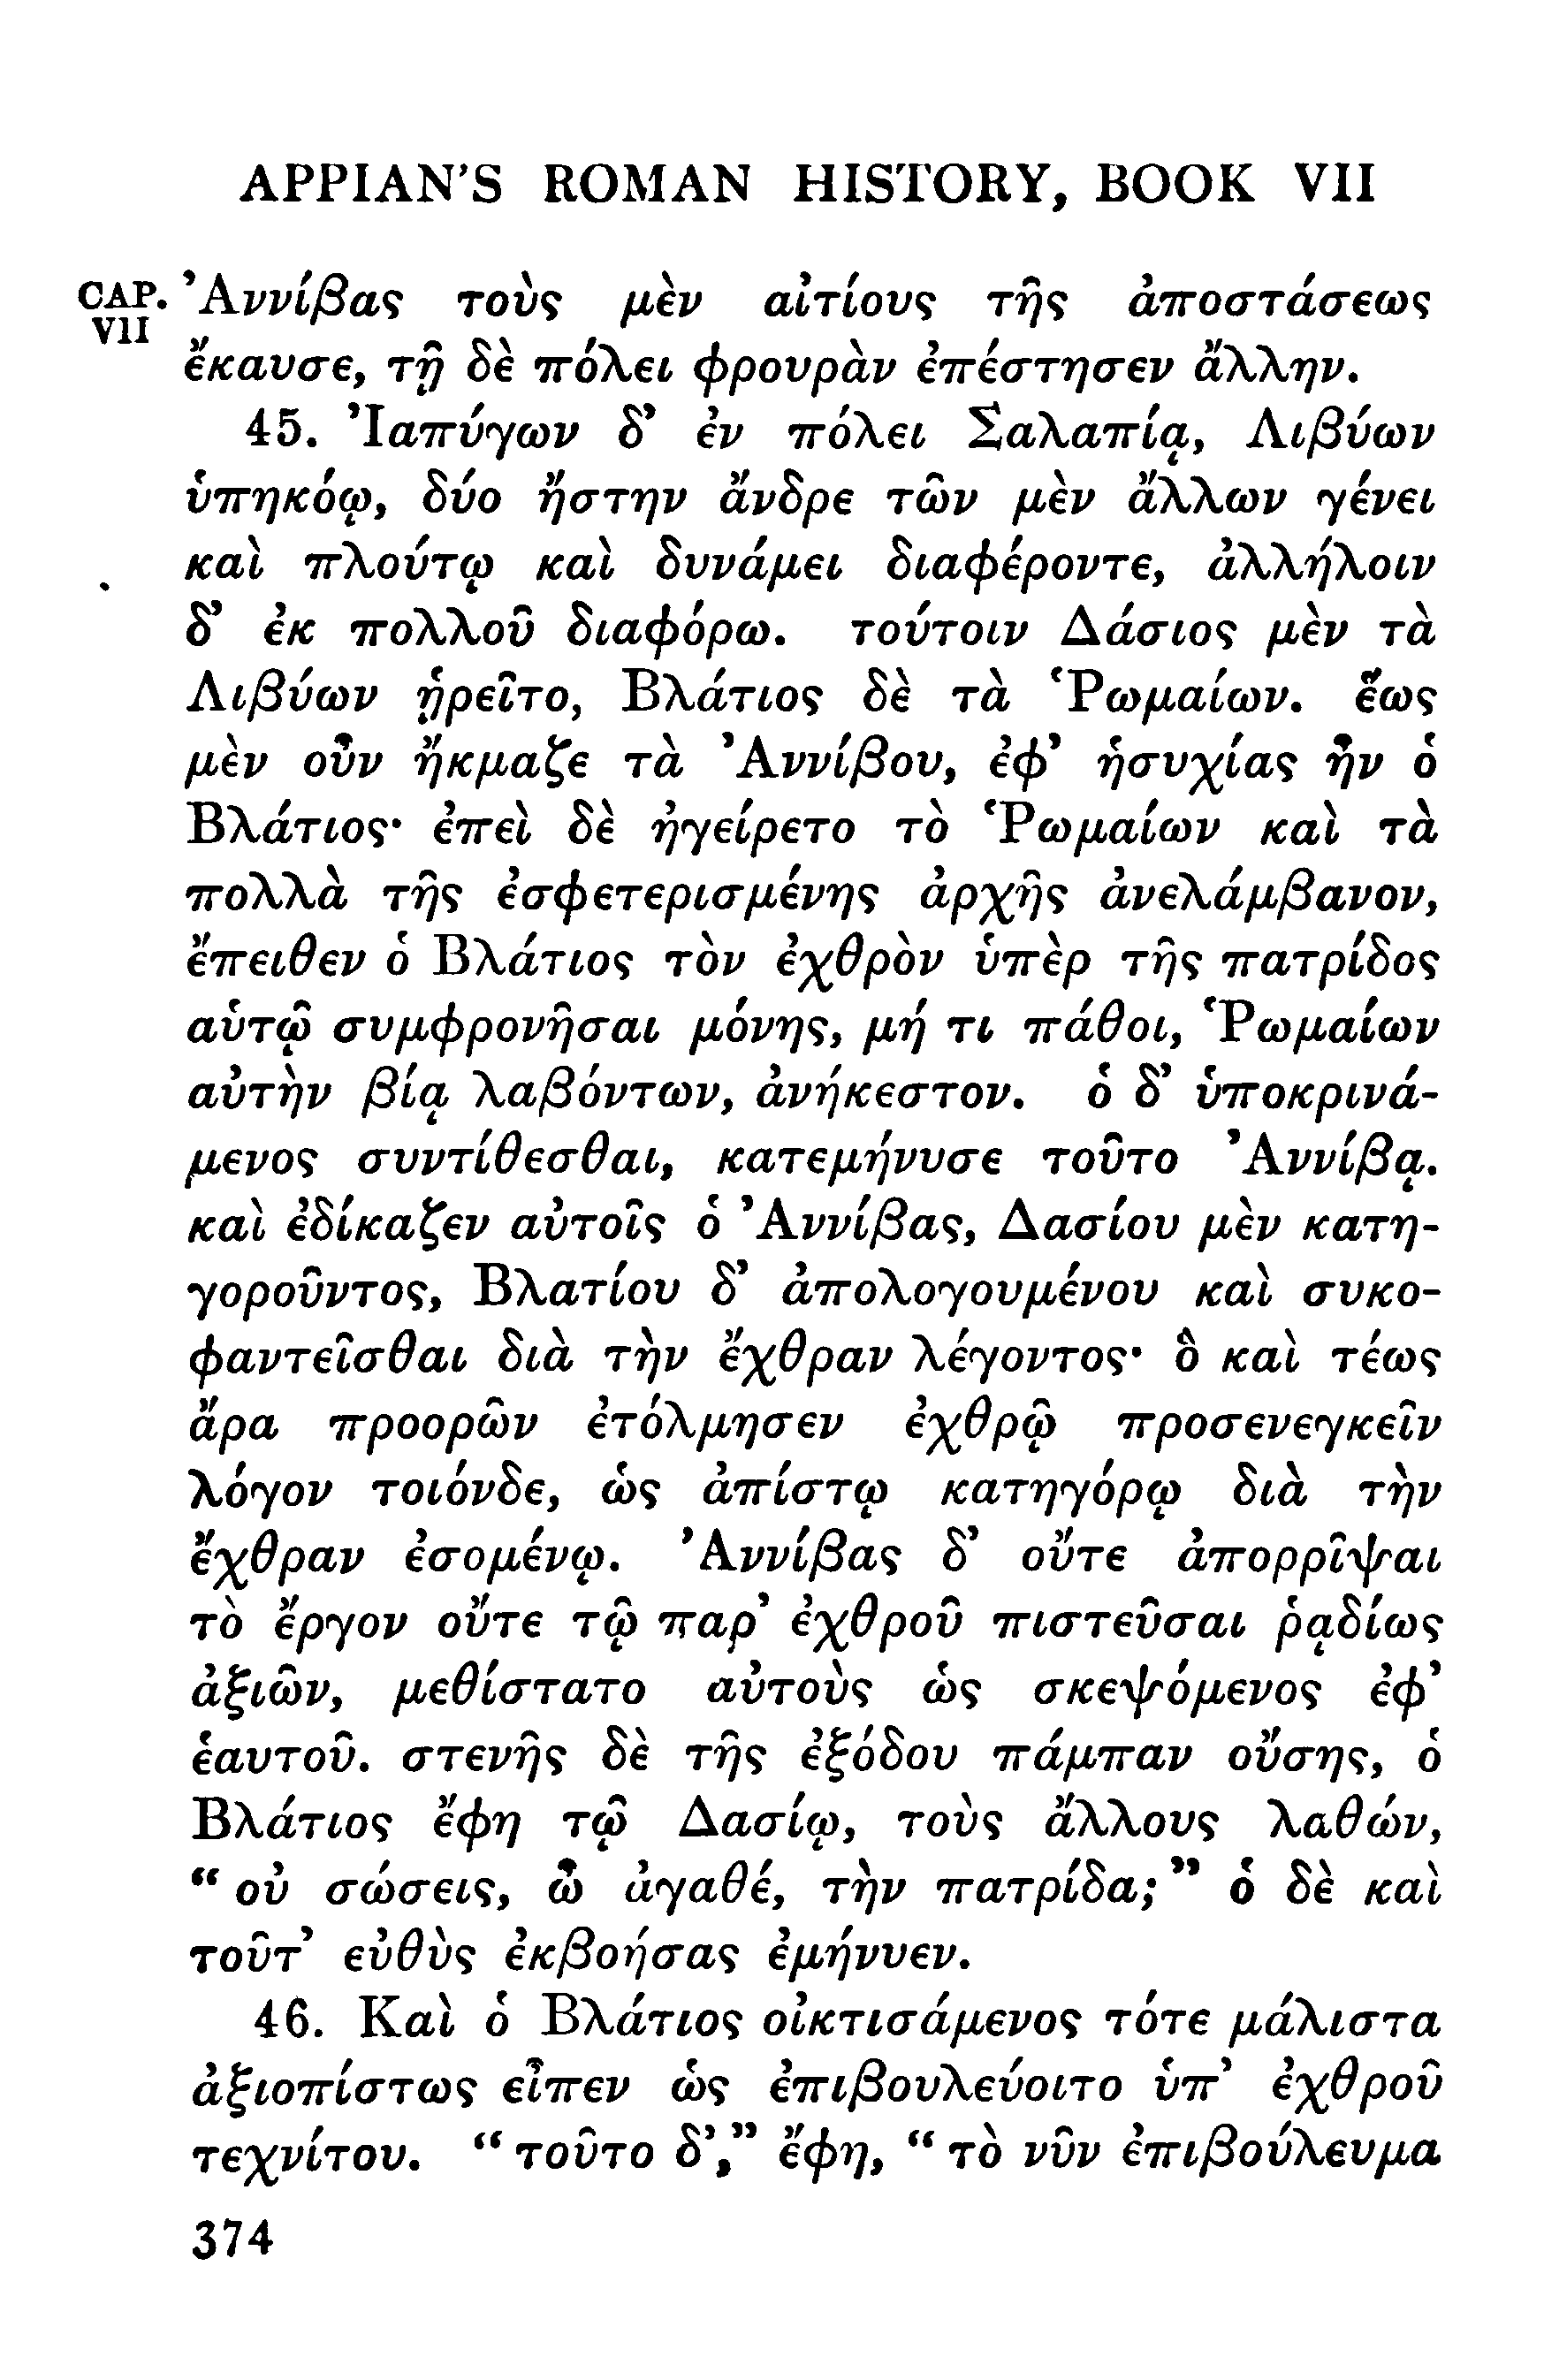 APPIAN'S ROMAN HISTORY, BOOK VII
CAP. VII
Ἀννίβας τοὺς μὲν αἰτίους τῆς ἀποστάσεως
ἔκαυσε, τῇ δὲ πόλει φρουρὰν ἐπέστησεν ἄλλην.
45. Ἰαπύγων δ’ ἐν πόλει Σαλαπίᾳ, Λιβύων
ὑπηκόῳ, δύο ἤστην ἄνδρε τῶν μὲν ἄλλων γένει
καὶ πλούτῳ καὶ δυνάμει διαφέροντε, ἀλλήλοιν
δ’ ἐκ πολλοῦ διαφόρω. τούτοιν Δάσιος μὲν τὰ
Λιβύων ᾑρεῖτο, Βλάτιος δὲ τὰ Ῥωμαίων. ἕως
μὲν οὖν ἤκμαζε τὰ Ἀννίβου, ἐφ’ ἡσυχίας ἦν ὁ
Βλάτιος· ἐπεὶ δὲ ἠγείρετο τὸ Ῥωμαίων καὶ τὰ
πολλὰ τῆς ἐσφετερισμένης ἀρχῆς ἀνελάμβανον,
ἔπειθεν ὁ Βλάτιος τὸν ἐχθρὸν ὑπὲρ τῆς πατρίδος
αὑτῷ συμφρονῆσαι μόνης, μή τι πάθοι, Ῥωμαίων
αὐτὴν βίᾳ λαβόντων, ἀνήκεστον. ὁ δ’ ὑποκρινά-
μενος συντίθεσθαι, κατεμήνυσε τοῦτο Ἀννίβᾳ.
καὶ ἐδίκαζεν αὐτοῖς ὁ Ἀννίβας, Δασίου μὲν κατη-
γοροῦντος, Βλατίου δ’ ἀπολογουμένου καὶ συκο-
φαντεῖσθαι διὰ τὴν ἔχθραν λέγοντος· ὃ καὶ τέως
ἄρα προορῶν ἐτόλμησεν ἐχθρῷ προσενεγκεῖν
λόγον τοιόνδε, ὡς ἀπίστῳ κατηγόρῳ διὰ τὴν
ἔχθραν ἐσομένῳ. Ἀννίβας δ’ οὔτε ἀπορρῖψαι
τὸ ἔργον οὔτε τῷ παρ’ ἐχθροῦ πιστεῦσαι ῥᾳδίως
ἀξιῶν, μεθίστατο αὐτοὺς ὡς σκεψόμενος ἐφ’
ἑαυτοῦ. στενῆς δὲ τῆς ἐξόδου πάμπαν οὔσης, ὁ
Βλάτιος ἔφη τῷ Δασίῳ, τοὺς ἄλλους λαθών,
“ οὐ σώσεις, ὦ ἀγαθέ, τὴν πατρίδα; ” ὁ δὲ καὶ
τοῦτ’ εὐθὺς ἐκβοήσας ἐμήνυεν.
46. Καὶ ὁ Βλάτιος οἰκτισάμενος τότε μάλιστα
ἀξιοπίστως εἶπεν ὡς ἐπιβουλεύοιτο ὑπ’ ἐχθροῦ
τεχνίτου. “ τοῦτο δ’,” ἔφη, “ τὸ νῦν ἐπιβούλευμα
374